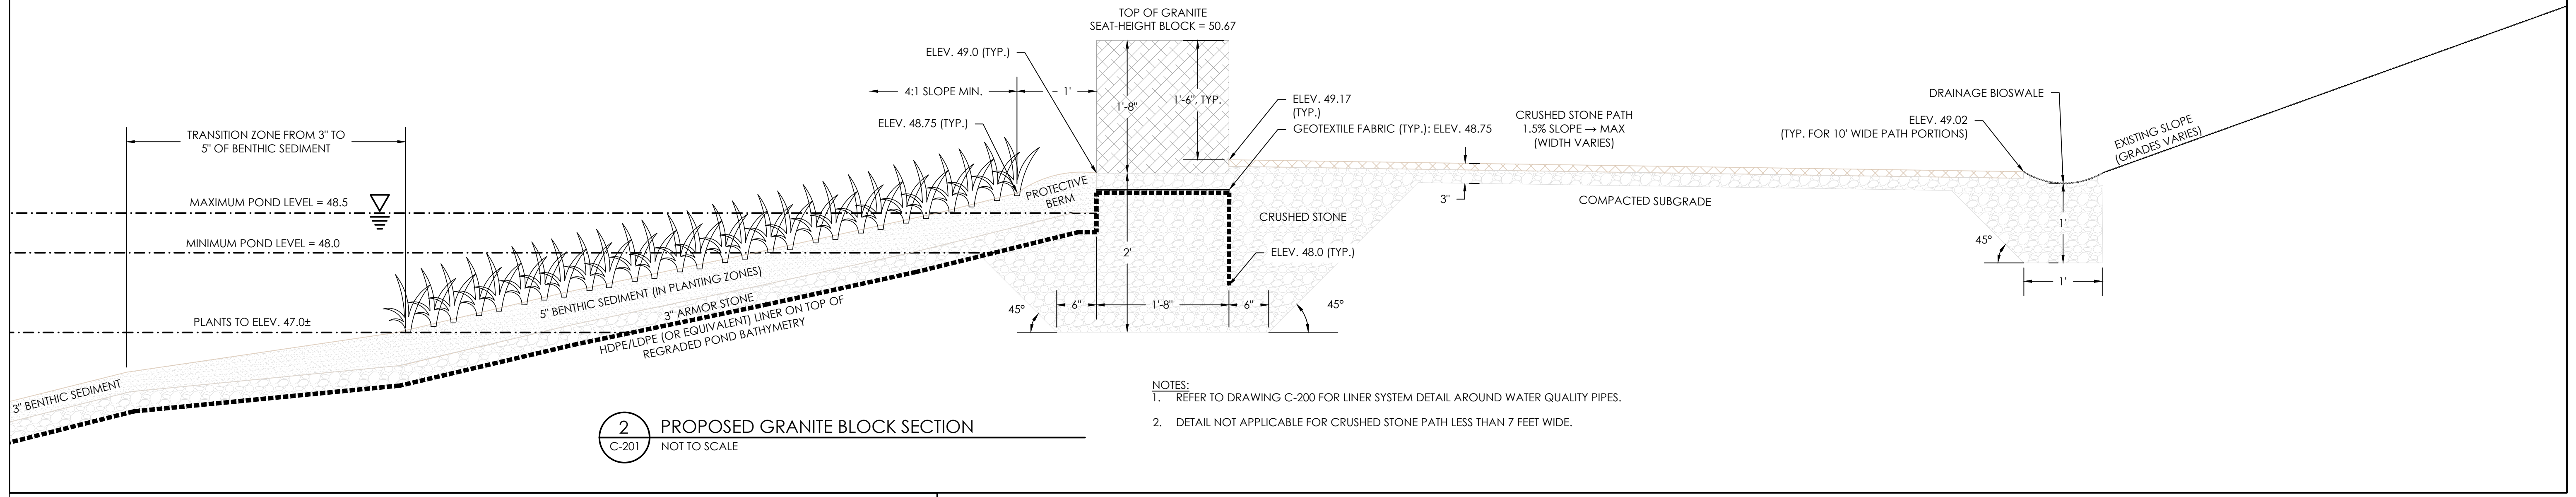 TOP OF GRANITE
SEAT-HEIGHT BLOCK = 50.67
ELEV. 49.0 (TYP.)
4:1 SLOPE MIN.
1'
ELEV. 48.75 (TYP.)
1'-8"
1'-6", TYP.
ELEV. 49.17
(TYP.)
GEOTEXTILE FABRIC (TYP.): ELEV. 48.75
CRUSHED STONE PATH
1.5% SLOPE → MAX
(WIDTH VARIES)
DRAINAGE BIOSWALE
ELEV. 49.02
(TYP. FOR 10' WIDE PATH PORTIONS)
EXISTING SLOPE
(GRADES VARIES)
TRANSITION ZONE FROM 3" TO
5" OF BENTHIC SEDIMENT
MAXIMUM POND LEVEL = 48.5
MINIMUM POND LEVEL = 48.0
PLANTS TO ELEV. 47.0±
3" BENTHIC SEDIMENT
PROTECTIVE
BERM
5" BENTHIC SEDIMENT (IN PLANTING ZONES)
3" ARMOR STONE
HDPE/LDPE (OR EQUIVALENT) LINER ON TOP OF
REGRADED POND BATHYMETRY
2'
CRUSHED STONE
ELEV. 48.0 (TYP.)
45°
6"
1'-8"
6"
45°
3"
COMPACTED SUBGRADE
45°
1'
1'
NOTES:
1. REFER TO DRAWING C-200 FOR LINER SYSTEM DETAIL AROUND WATER QUALITY PIPES.
2. DETAIL NOT APPLICABLE FOR CRUSHED STONE PATH LESS THAN 7 FEET WIDE.
2
C-201
PROPOSED GRANITE BLOCK SECTION
NOT TO SCALE